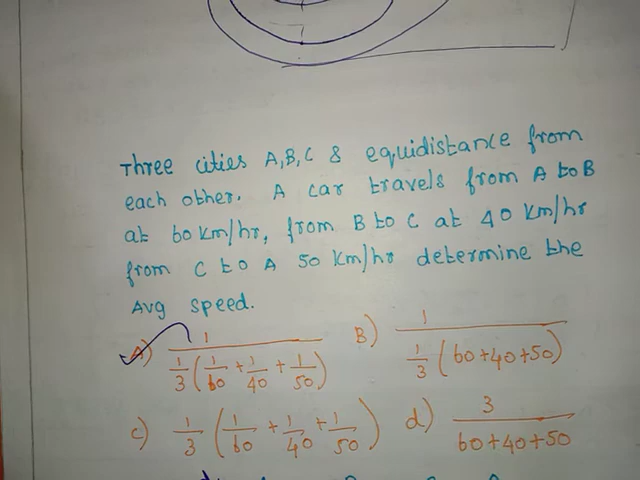 Three cities A,B,C & equidistance from
each other. A car travels from A to B
at 60 km/hr, from B to C at 40 km/hr
from C to A 50 km/hr determine the
Avg speed.
A) 1 / (1/3 (1/60 + 1/40 + 1/50)) B) 1 / (1/3 (60+40+50))
c) 1/3 (1/60 + 1/40 + 1/50) d) 3 / (60+40+50)